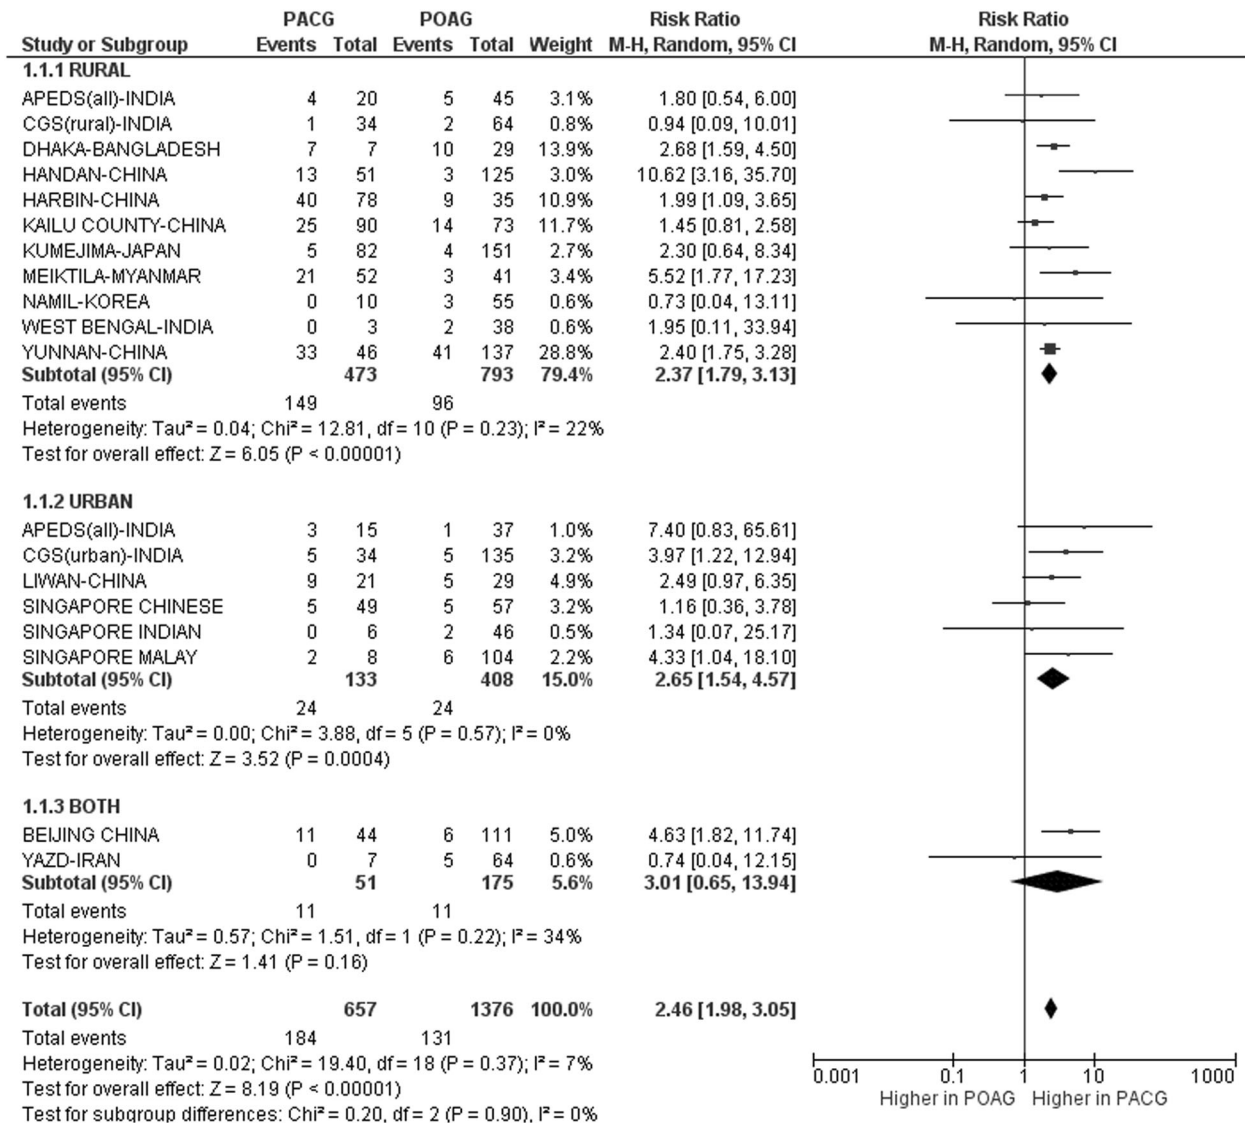 PACG POAG Risk Ratio Risk Ratio
Study or Subgroup Events Total Events Total Weight M-H, Random, 95% CI M-H, Random, 95% CI
1.1.1 RURAL
APEDS(all)-INDIA 4 20 5 45 3.1% 1.80 [0.54, 6.00]
CGS(rural)-INDIA 1 34 2 64 0.8% 0.94 [0.09, 10.01]
DHAKA-BANGLADESH 7 7 10 29 13.9% 2.68 [1.59, 4.50]
HANDAN-CHINA 13 51 3 125 3.0% 10.62 [3.16, 35.70]
HARBIN-CHINA 40 78 9 35 10.9% 1.99 [1.09, 3.65]
KAILU COUNTY-CHINA 25 90 14 73 11.7% 1.45 [0.81, 2.58]
KUMEJIMA-JAPAN 5 82 4 151 2.7% 2.30 [0.64, 8.34]
MEIKTILA-MYANMAR 21 52 3 41 3.4% 5.52 [1.77, 17.23]
NAMIL-KOREA 0 10 3 55 0.6% 0.73 [0.04, 13.11]
WEST BENGAL-INDIA 0 3 2 38 0.6% 1.95 [0.11, 33.94]
YUNNAN-CHINA 33 46 41 137 28.8% 2.40 [1.75, 3.28]
Subtotal (95% CI) 473 793 79.4% 2.37 [1.79, 3.13]
Total events 149 96
Heterogeneity: Tau² = 0.04; Chi² = 12.81, df = 10 (P = 0.23); I² = 22%
Test for overall effect: Z = 6.05 (P < 0.00001)
1.1.2 URBAN
APEDS(all)-INDIA 3 15 1 37 1.0% 7.40 [0.83, 65.61]
CGS(urban)-INDIA 5 34 5 135 3.2% 3.97 [1.22, 12.94]
LIWAN-CHINA 9 21 5 29 4.9% 2.49 [0.97, 6.35]
SINGAPORE CHINESE 5 49 5 57 3.2% 1.16 [0.36, 3.78]
SINGAPORE INDIAN 0 6 2 46 0.5% 1.34 [0.07, 25.17]
SINGAPORE MALAY 2 8 6 104 2.2% 4.33 [1.04, 18.10]
Subtotal (95% CI) 133 408 15.0% 2.65 [1.54, 4.57]
Total events 24 24
Heterogeneity: Tau² = 0.00; Chi² = 3.88, df = 5 (P = 0.57); I² = 0%
Test for overall effect: Z = 3.52 (P = 0.0004)
1.1.3 BOTH
BEIJING CHINA 11 44 6 111 5.0% 4.63 [1.82, 11.74]
YAZD-IRAN 0 7 5 64 0.6% 0.74 [0.04, 12.15]
Subtotal (95% CI) 51 175 5.6% 3.01 [0.65, 13.94]
Total events 11 11
Heterogeneity: Tau² = 0.57; Chi² = 1.51, df = 1 (P = 0.22); I² = 34%
Test for overall effect: Z = 1.41 (P = 0.16)
Total (95% CI) 657 1376 100.0% 2.46 [1.98, 3.05]
Total events 184 131
Heterogeneity: Tau² = 0.02; Chi² = 19.40, df = 18 (P = 0.37); I² = 7%
Test for overall effect: Z = 8.19 (P < 0.00001)
Test for subgroup differences: Chi² = 0.20, df = 2 (P = 0.90), I² = 0%
0.001 0.1 1 10 1000
Higher in POAG Higher in PACG